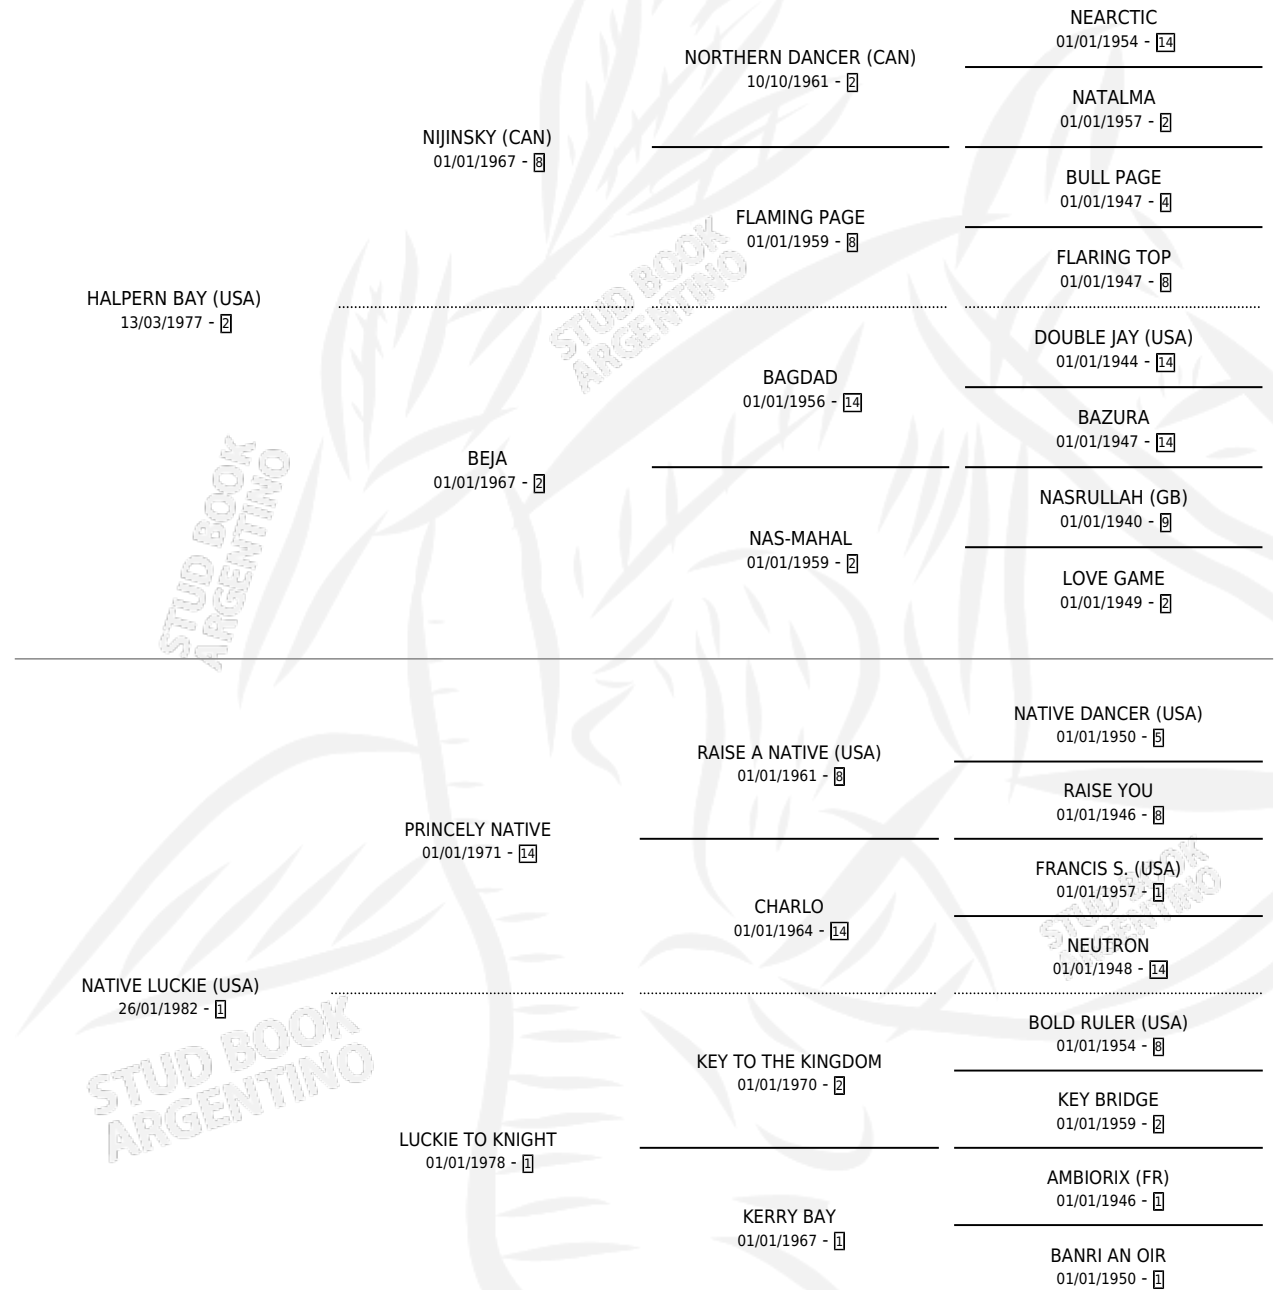 NEARCTIC
01/01/1954 - 14
NORTHERN DANCER (CAN)
10/10/1961 - 2
NATALMA
01/01/1957 - 2
NIJINSKY (CAN)
01/01/1967 - 8
BULL PAGE
01/01/1947 - 4
FLAMING PAGE
01/01/1959 - 8
FLARING TOP
01/01/1947 - 8
HALPERN BAY (USA)
13/03/1977 - 2
DOUBLE JAY (USA)
01/01/1944 - 14
BAGDAD
01/01/1956 - 14
BAZURA
01/01/1947 - 14
BEJA
01/01/1967 - 2
NASRULLAH (GB)
01/01/1940 - 9
NAS-MAHAL
01/01/1959 - 2
LOVE GAME
01/01/1949 - 2
NATIVE DANCER (USA)
01/01/1950 - 5
RAISE A NATIVE (USA)
01/01/1961 - 8
RAISE YOU
01/01/1946 - 8
PRINCELY NATIVE
01/01/1971 - 14
FRANCIS S. (USA)
01/01/1957 - 1
CHARLO
01/01/1964 - 14
NEUTRON
01/01/1948 - 14
NATIVE LUCKIE (USA)
26/01/1982 - 1
BOLD RULER (USA)
01/01/1954 - 8
KEY TO THE KINGDOM
01/01/1970 - 2
KEY BRIDGE
01/01/1959 - 2
LUCKIE TO KNIGHT
01/01/1978 - 1
AMBIORIX (FR)
01/01/1946 - 1
KERRY BAY
01/01/1967 - 1
BANRI AN OIR
01/01/1950 - 1
STUD BOOK
ARGENTINO
STUD BOOK
ARGENTINO
STUD BOOK
ARGENTINO
STUD BOOK
ARGENTINO